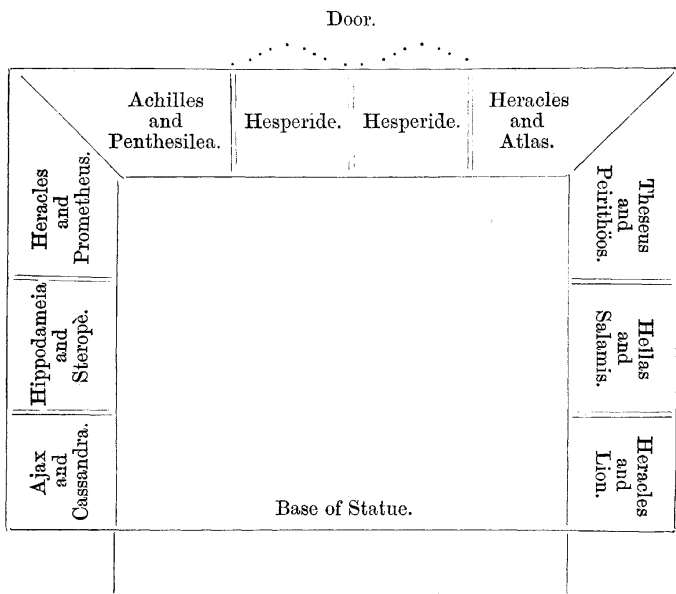 Door.
Achilles
and
Penthesilea.
Hesperide.
Hesperide.
Heracles
and
Atlas.
Heracles
and
Prometheus.
Hippodameia
and
Steropè.
Ajax
and
Cassandra.
Theseus
and
Peirithöos.
Hellas
and
Salamis.
Heracles
and
Lion.
Base of Statue.